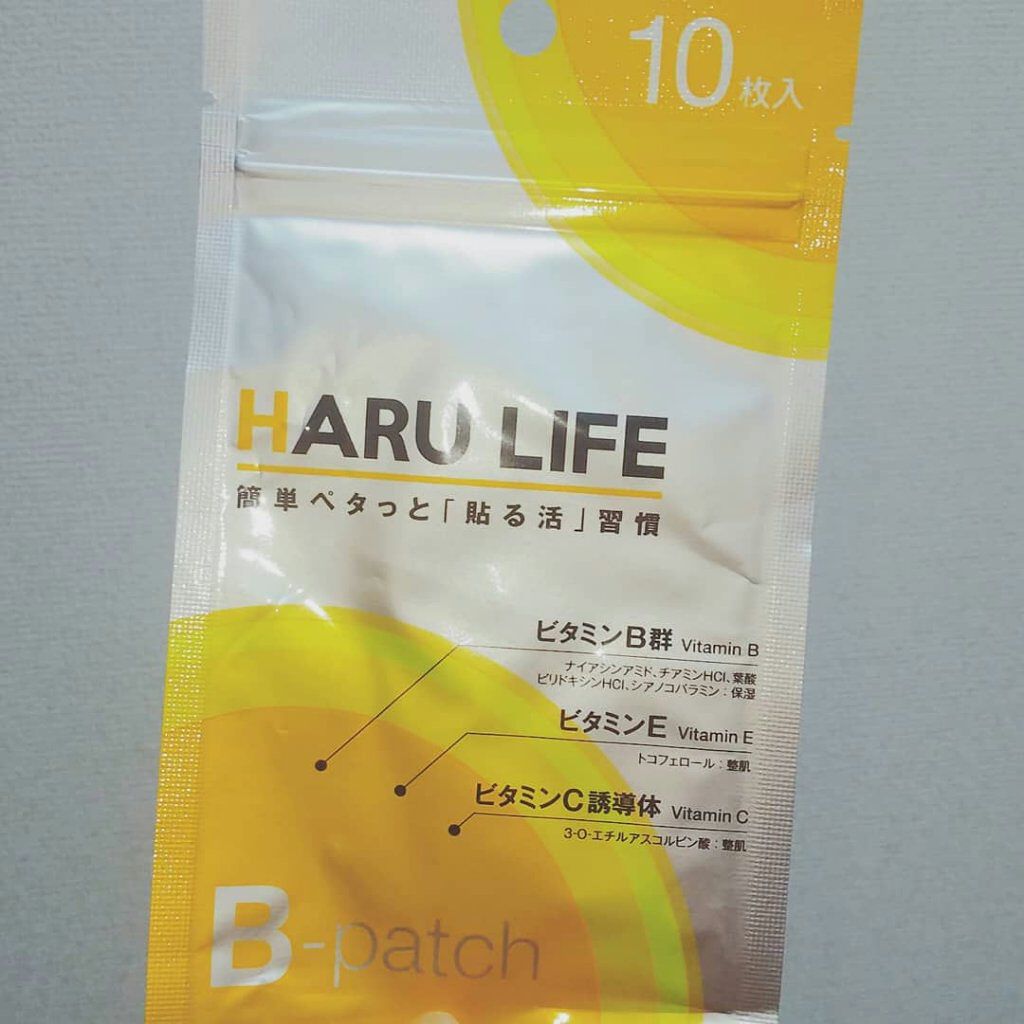 10枚入
HARU LIFE
簡単ペタっと「貼る活」習慣
ビタミンB群 Vitamin B
ナイアシンアミド、チアミンHCl、葉酸
ピリドキシンHCl、シアノコバラミン：保湿
ビタミンE Vitamin E
トコフェロール：整肌
ビタミンC誘導体 Vitamin C
3-O-エチルアスコルビン酸：整肌
B-patch